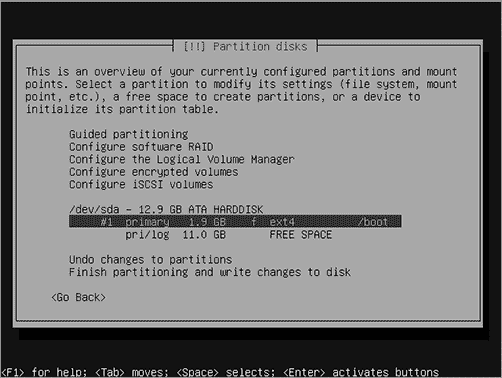 [!!] Partition disks
This is an overview of your currently configured partitions and mount
points. Select a partition to modify its settings (file system, mount
point, etc.), a free space to create partitions, or a device to
initialize its partition table.
Guided partitioning
Configure software RAID
Configure the Logical Volume Manager
Configure encrypted volumes
Configure iSCSI volumes
/dev/sda - 12.9 GB ATA HARDDISK
#1 primary 1.9 GB f ext4 /boot
pri/log 11.0 GB FREE SPACE
Undo changes to partitions
Finish partitioning and write changes to disk
<Go Back>
<F1> for help; <Tab> moves; <Space> selects; <Enter> activates buttons